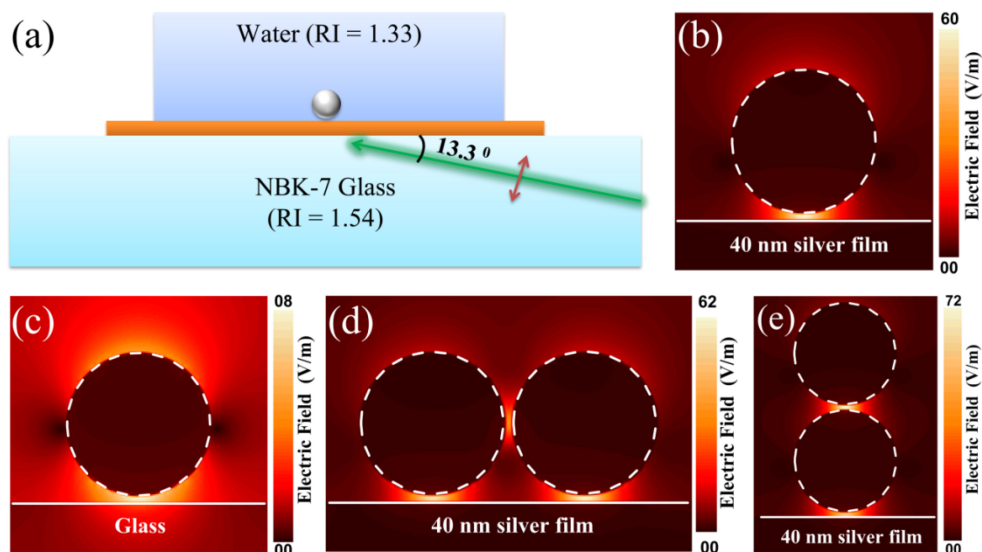 (a)
Water (RI = 1.33)
13.3 0
NBK-7 Glass
(RI = 1.54)
(b)
60
Electric Field (V/m)
00
40 nm silver film
(c)
08
Electric Field (V/m)
00
Glass
(d)
62
Electric Field (V/m)
00
40 nm silver film
(e)
72
Electric Field (V/m)
00
40 nm silver film